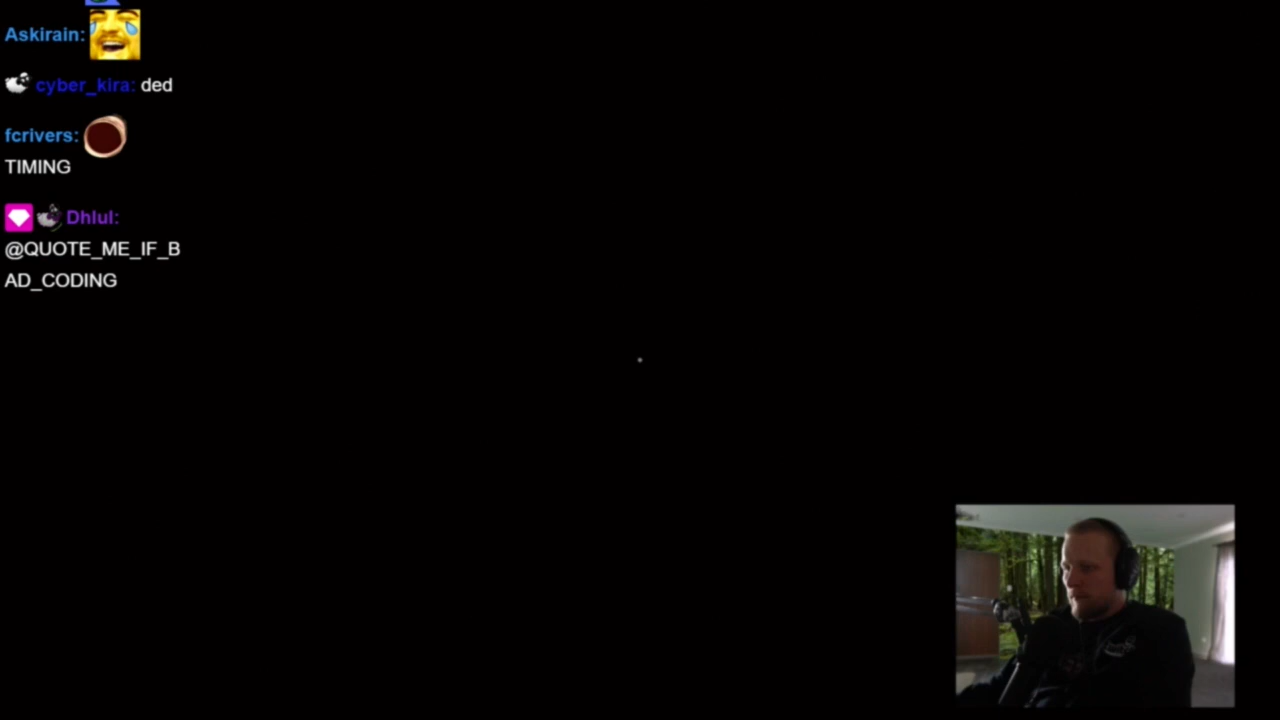 Askirain:
cyber_kira: ded
fcrivers:
TIMING
Dhlul:
@QUOTE_ME_IF_B
AD_CODING